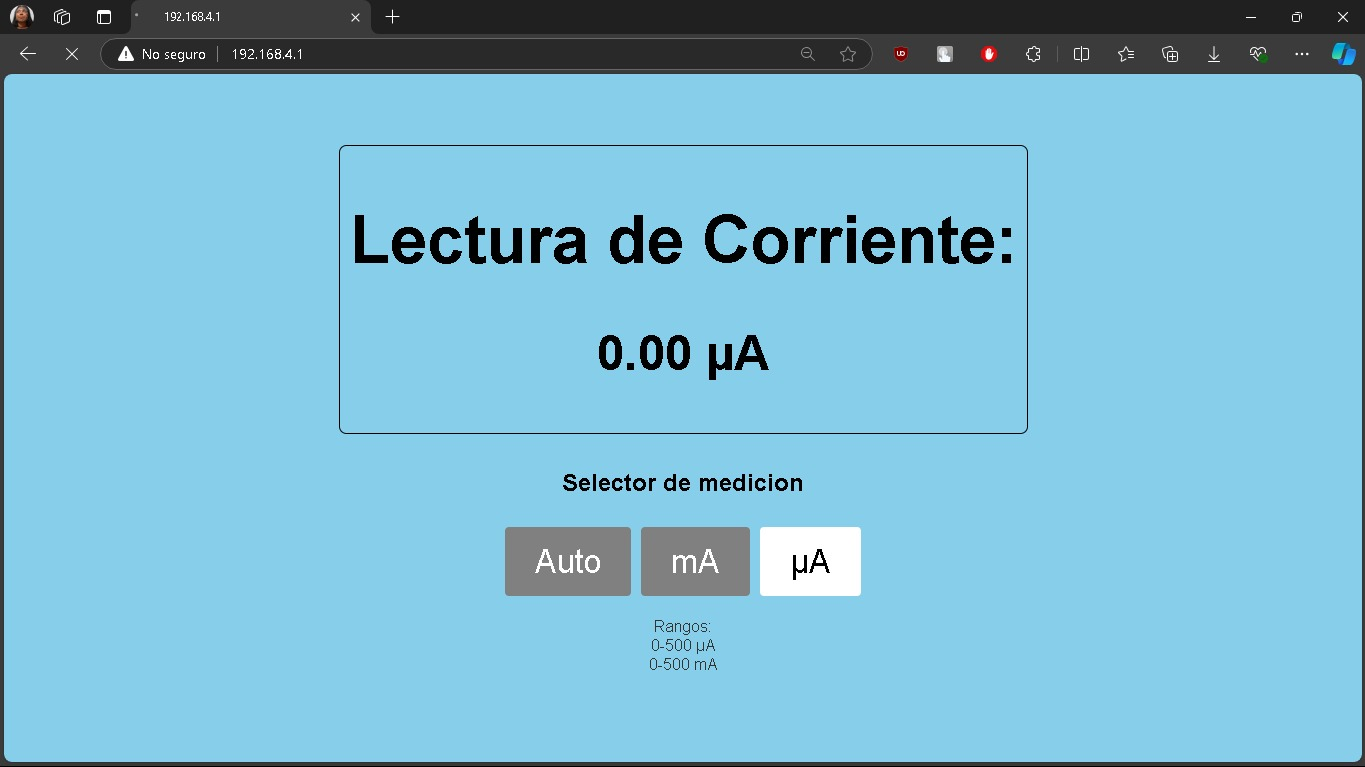 192.168.4.1
No seguro 192.168.4.1
UD
Lectura de Corriente:
0.00 µA
Selector de medicion
Auto mA µA
Rangos:
0-500 µA
0-500 mA